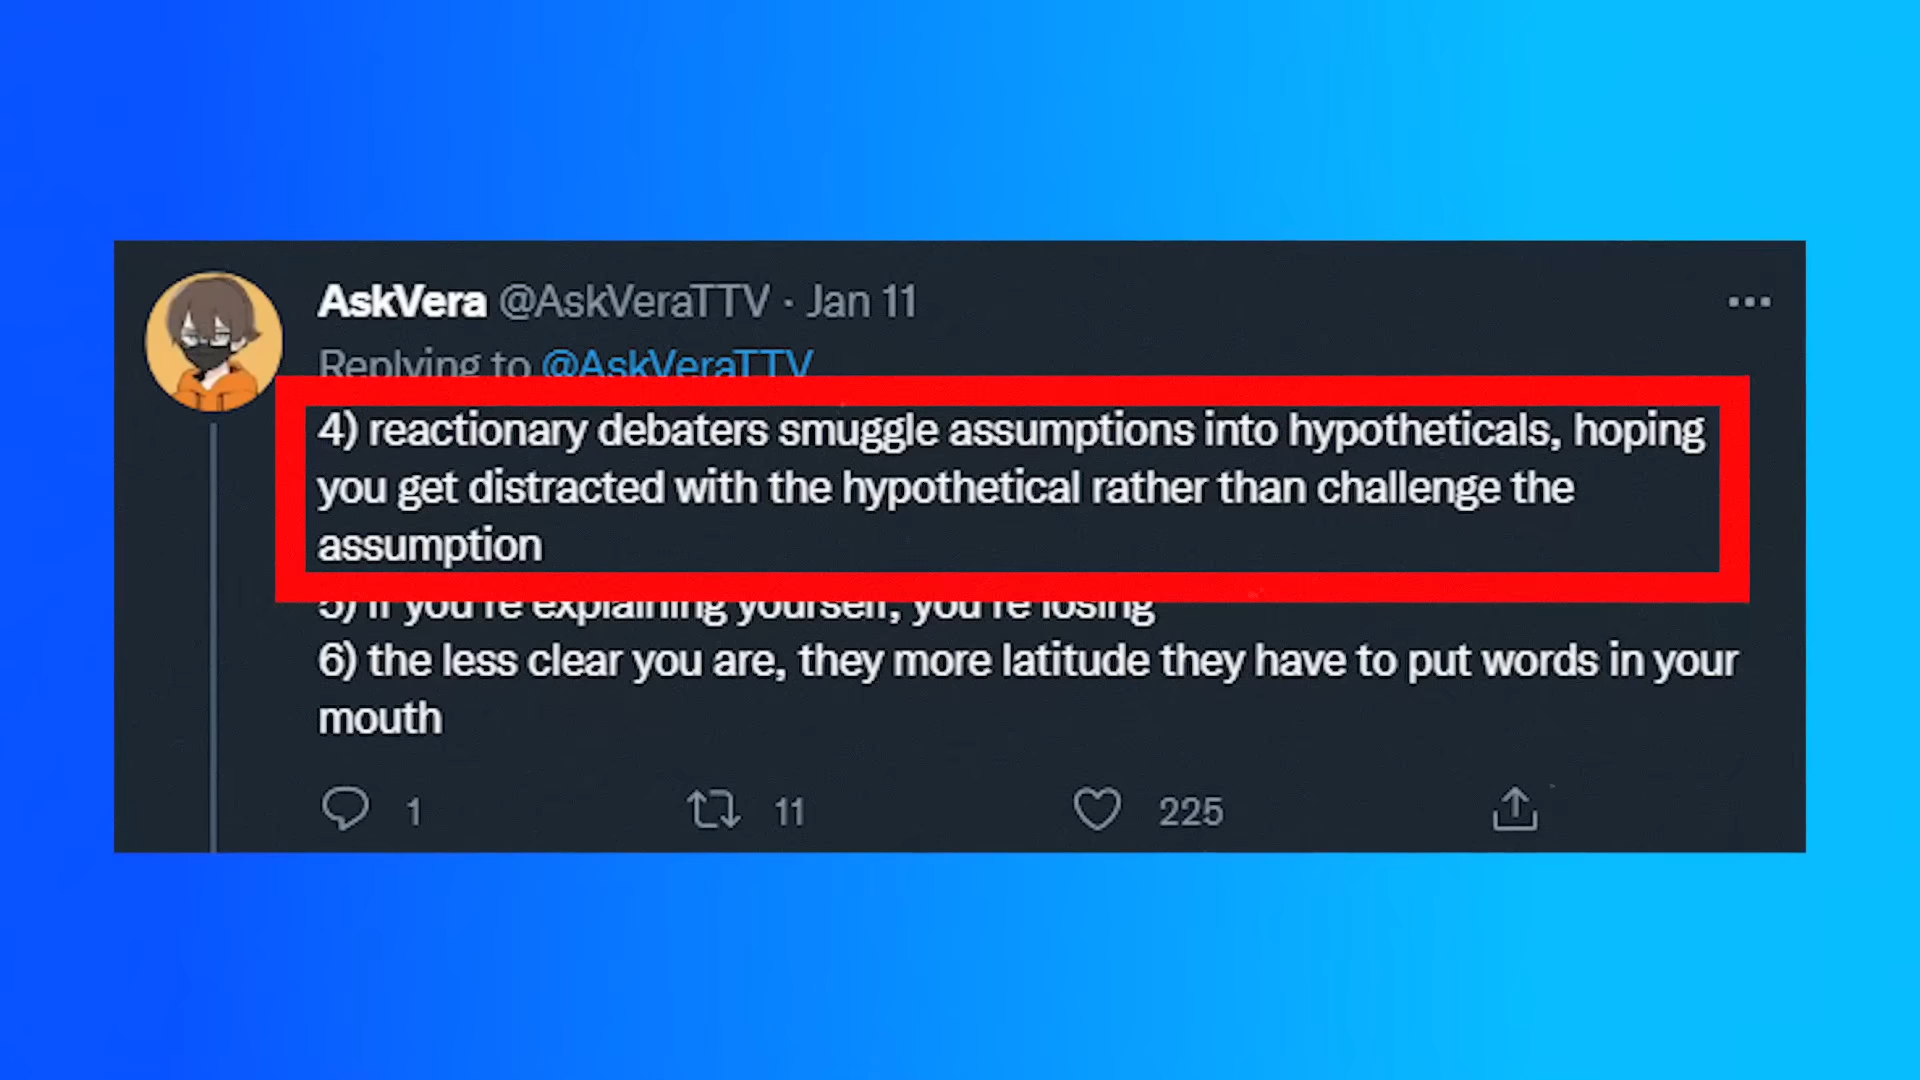 AskVera @AskVeraTTV · Jan 11
Replying to @AskVeraTTV
4) reactionary debaters smuggle assumptions into hypotheticals, hoping
you get distracted with the hypothetical rather than challenge the
assumption
5) if you're explaining yourself, you're losing
6) the less clear you are, they more latitude they have to put words in your
mouth
1 11 225